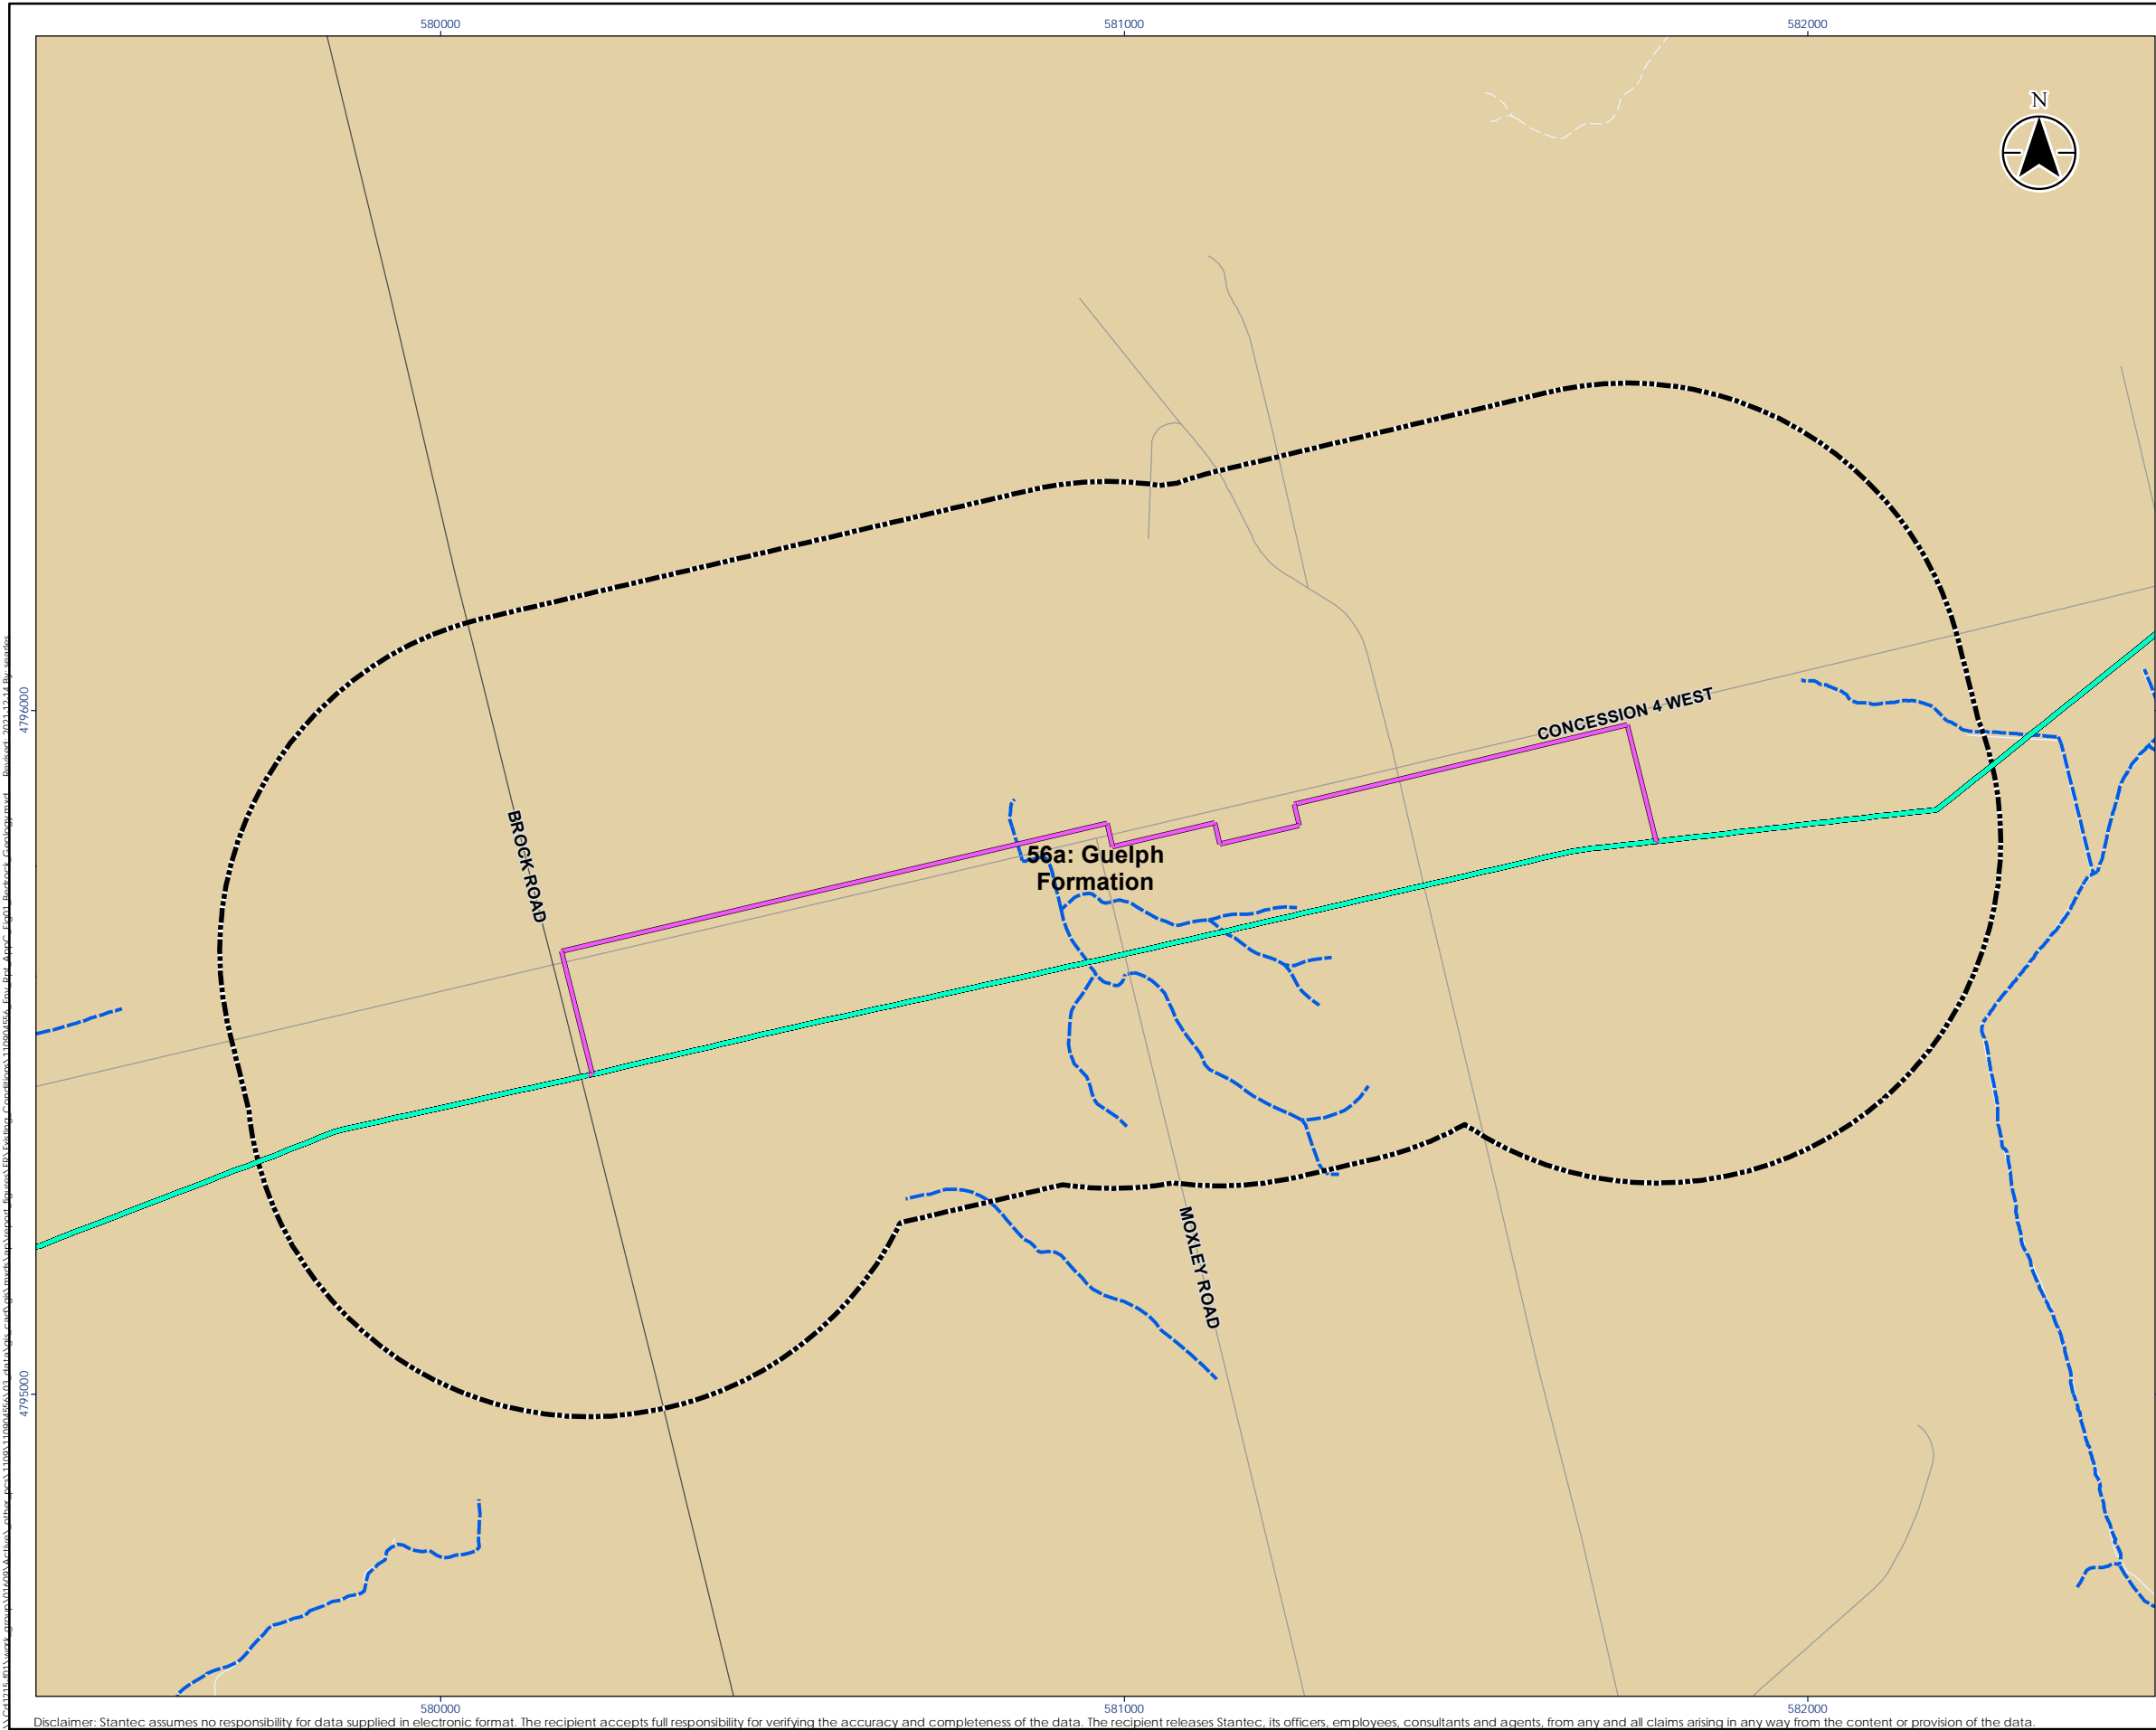 580000
581000
582000
N
4796000
CONCESSION 4 WEST
BROCK ROAD
56a: Guelph
Formation
MOXLEY ROAD
4795000
580000
581000
582000
Disclaimer: Stantec assumes no responsibility for data supplied in electronic format. The recipient accepts full responsibility for verifying the accuracy and completeness of the data. The recipient releases Stantec, its officers, employees, consultants and agents, from any and all claims arising in any way from the content or provision of the data.